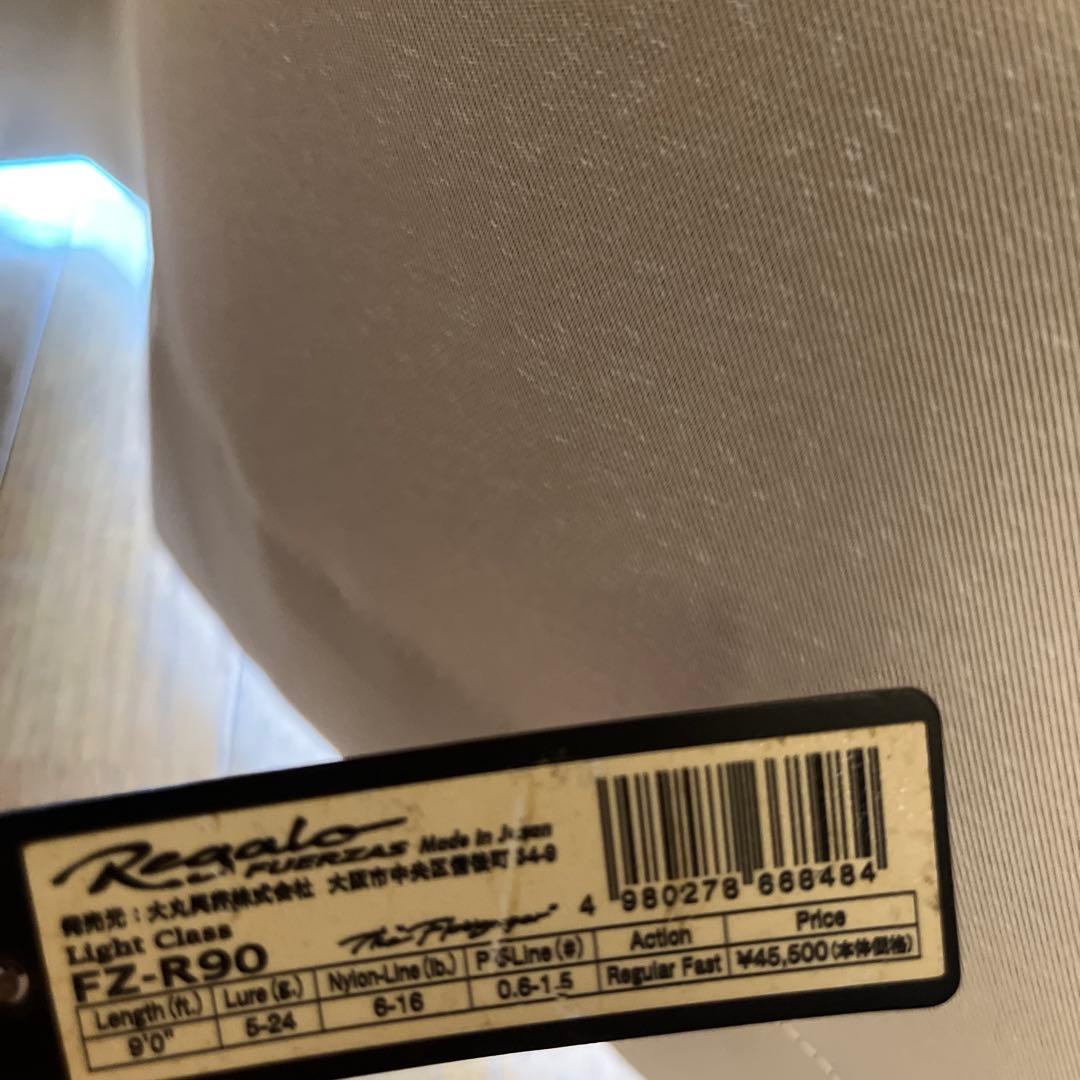 Regalo
FUERZAS Made in Japan
発売元：大丸興業株式会社 大阪市中央区備後町 34-9
Light Class
FZ-R90
4 980278 668484
Length (ft.) Lure (g.) Nylon-Line (lb.) P E-Line (#) Action Price
9'0" 5-24 6-16 0.6-1.5 Regular Fast ¥45,500(本体価格)